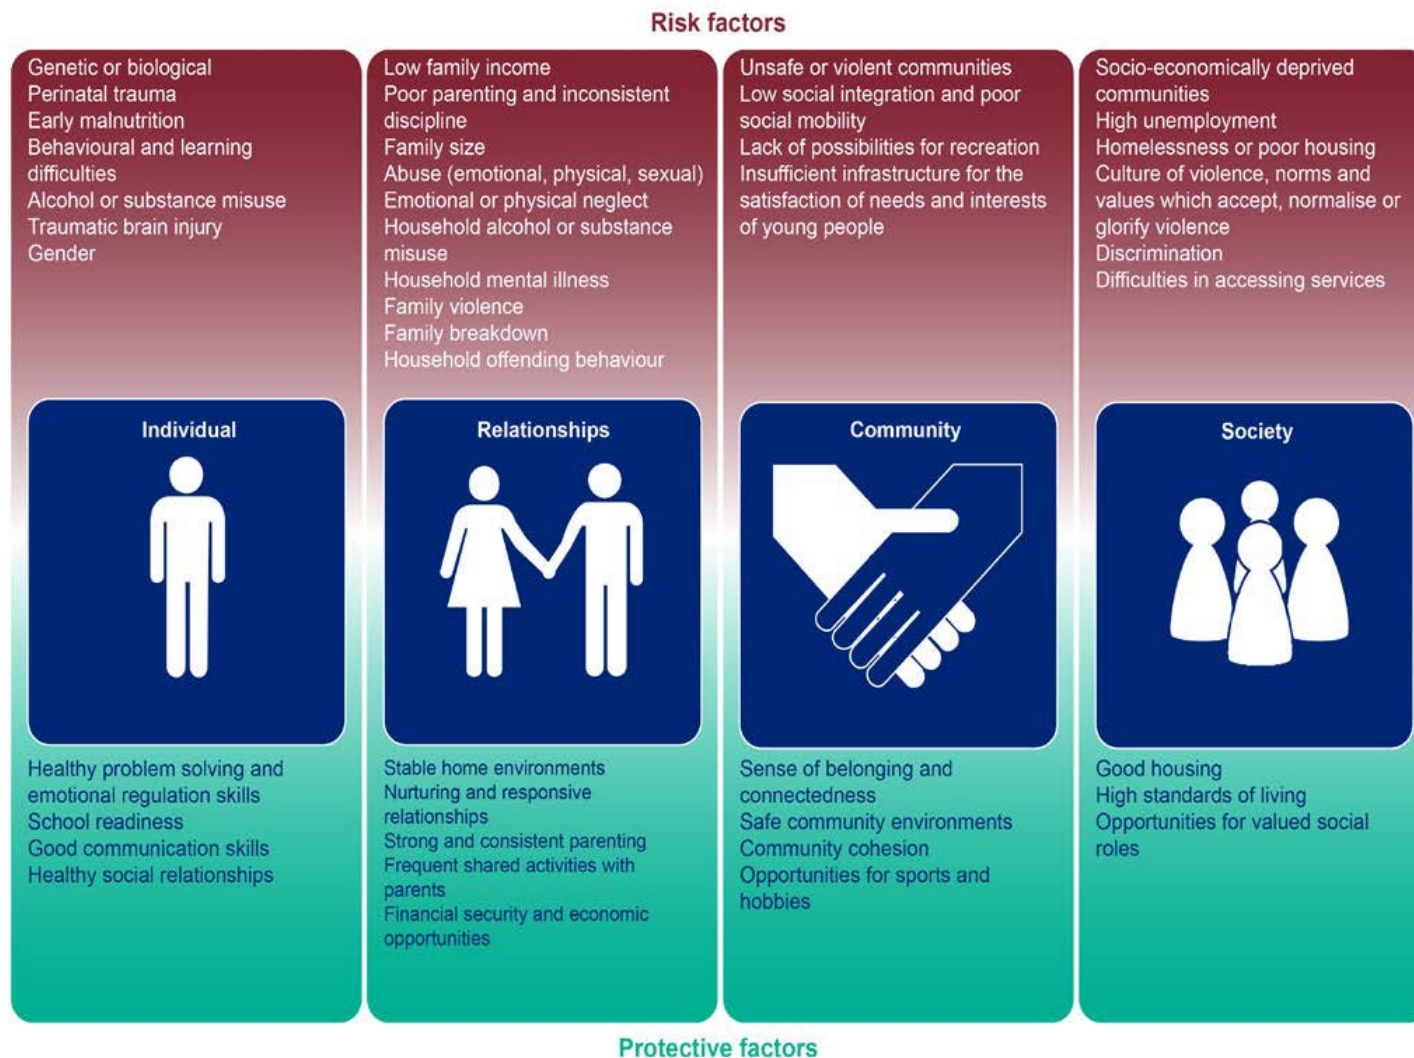 Risk factors
Genetic or biological
Perinatal trauma
Early malnutrition
Behavioural and learning
difficulties
Alcohol or substance misuse
Traumatic brain injury
Gender
Low family income
Poor parenting and inconsistent
discipline
Family size
Abuse (emotional, physical, sexual)
Emotional or physical neglect
Household alcohol or substance
misuse
Household mental illness
Family violence
Family breakdown
Household offending behaviour
Unsafe or violent communities
Low social integration and poor
social mobility
Lack of possibilities for recreation
Insufficient infrastructure for the
satisfaction of needs and interests
of young people
Socio-economically deprived
communities
High unemployment
Homelessness or poor housing
Culture of violence, norms and
values which accept, normalise or
glorify violence
Discrimination
Difficulties in accessing services
Individual
Relationships
Community
Society
Healthy problem solving and
emotional regulation skills
School readiness
Good communication skills
Healthy social relationships
Stable home environments
Nurturing and responsive
relationships
Strong and consistent parenting
Frequent shared activities with
parents
Financial security and economic
opportunities
Sense of belonging and
connectedness
Safe community environments
Community cohesion
Opportunities for sports and
hobbies
Good housing
High standards of living
Opportunities for valued social
roles
Protective factors